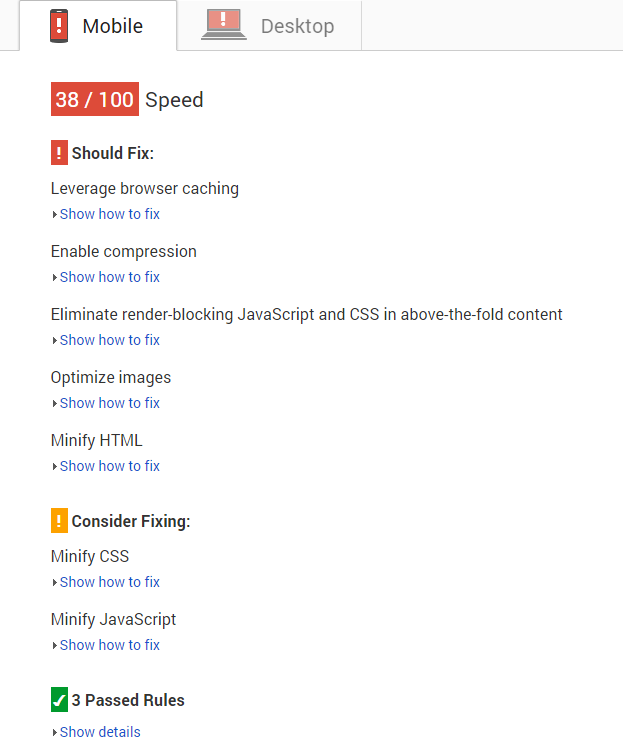 Mobile
Desktop
38 / 100 Speed
! Should Fix:
Leverage browser caching
Show how to fix
Enable compression
Show how to fix
Eliminate render-blocking JavaScript and CSS in above-the-fold content
Show how to fix
Optimize images
Show how to fix
Minify HTML
Show how to fix
! Consider Fixing:
Minify CSS
Show how to fix
Minify JavaScript
Show how to fix
3 Passed Rules
Show details